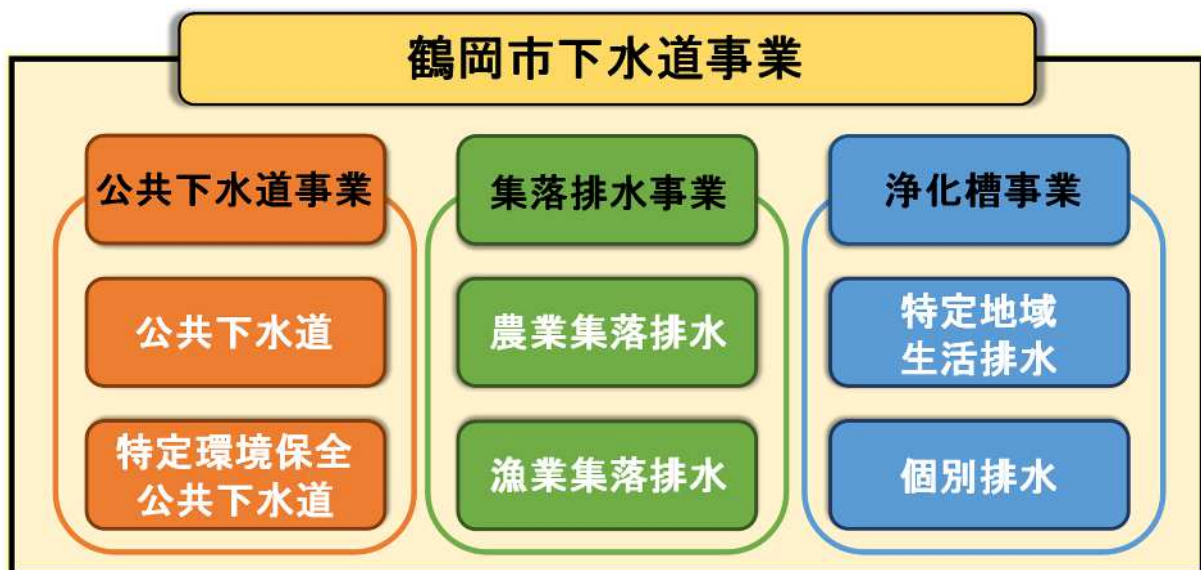 鶴岡市下水道事業
公共下水道事業
公共下水道
特定環境保全
公共下水道
集落排水事業
農業集落排水
漁業集落排水
浄化槽事業
特定地域
生活排水
個別排水